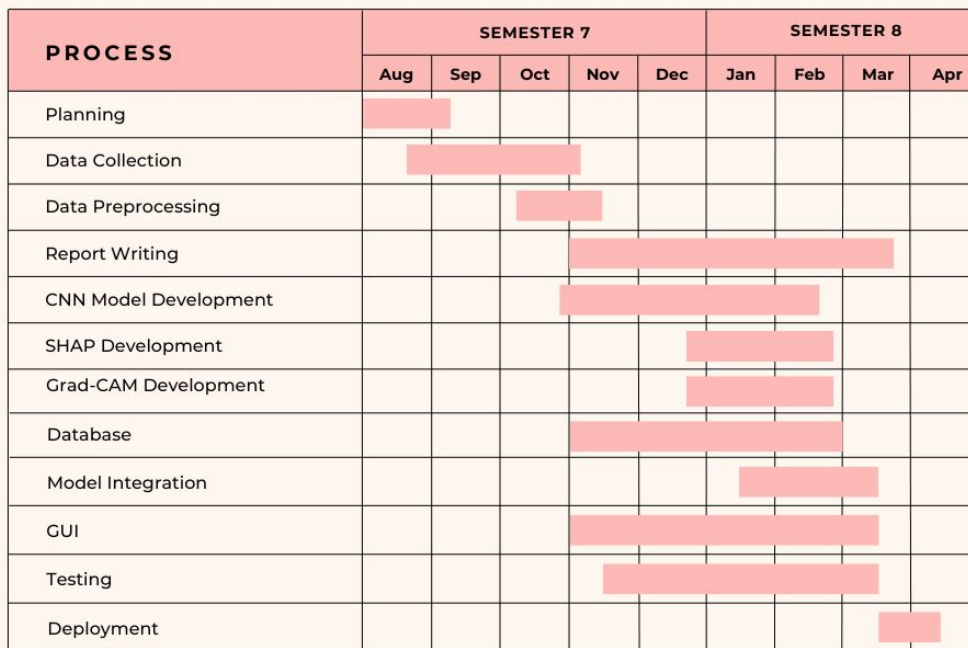 PROCESS
SEMESTER 7
SEMESTER 8
Aug Sep Oct Nov Dec Jan Feb Mar Apr
Planning
Data Collection
Data Preprocessing
Report Writing
CNN Model Development
SHAP Development
Grad-CAM Development
Database
Model Integration
GUI
Testing
Deployment